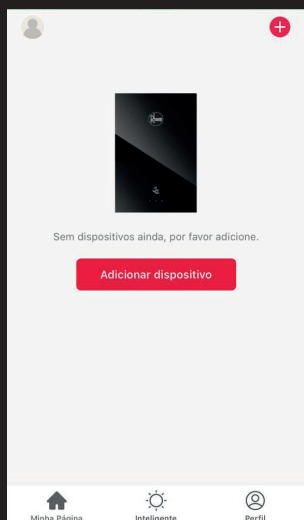 Sem dispositivos ainda, por favor adicione.
Adicionar dispositivo
Minha Página
Inteligente
Perfil